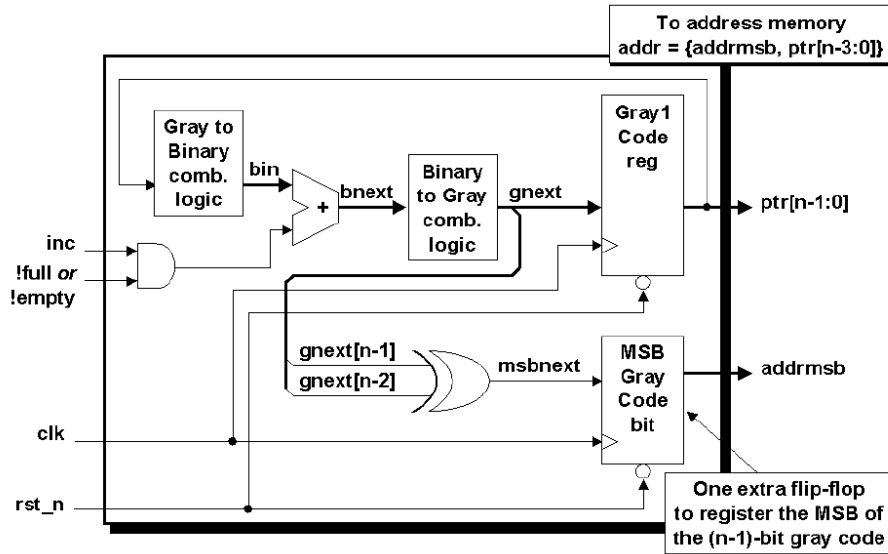 To address memory
addr = {addrmsb, ptr[n-3:0]}
Gray to
Binary
comb.
logic
bin
+
bnext
Binary
to Gray
comb.
logic
gnext
Gray1
Code
reg
ptr[n-1:0]
inc
!full or
!empty
gnext[n-1]
gnext[n-2]
msbnext
MSB
Gray
Code
bit
addrmsb
clk
rst_n
One extra flip-flop
to register the MSB of
the (n-1)-bit gray code